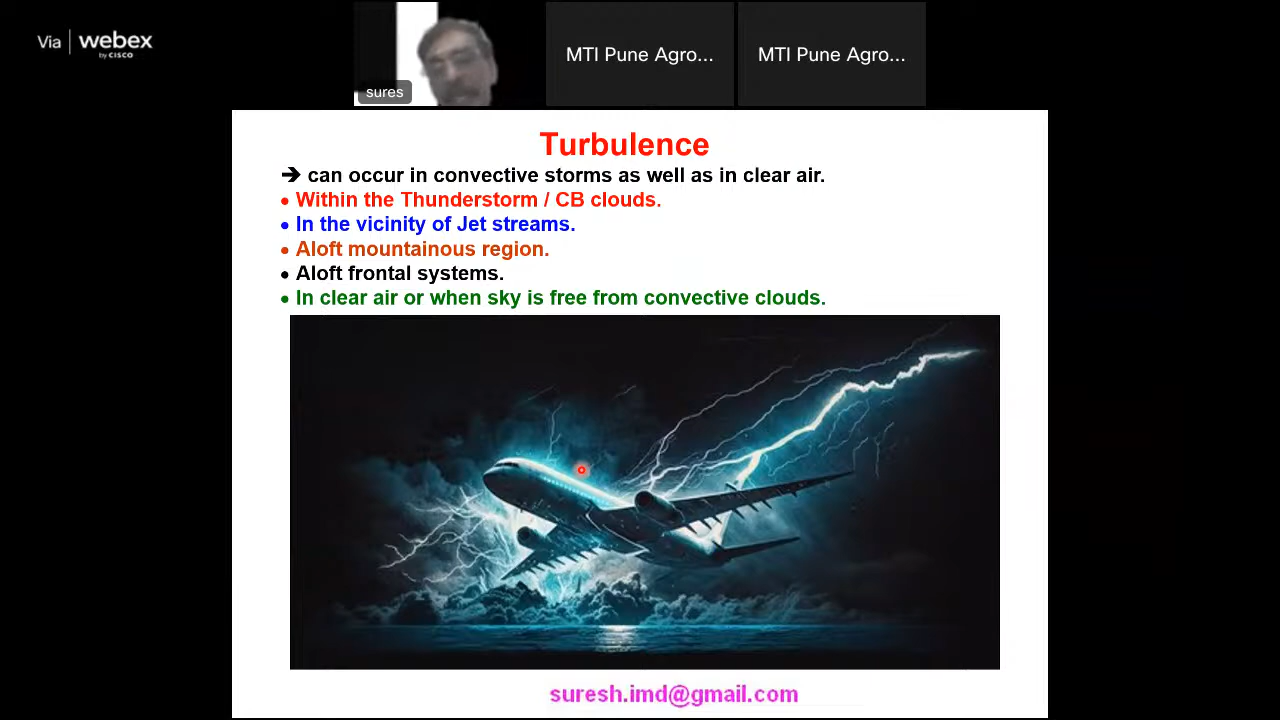 Via | webex
by CISCO
sures
MTI Pune Agro...
MTI Pune Agro...
Turbulence
➔ can occur in convective storms as well as in clear air.
• Within the Thunderstorm / CB clouds.
• In the vicinity of Jet streams.
• Aloft mountainous region.
• Aloft frontal systems.
• In clear air or when sky is free from convective clouds.
suresh.imd@gmail.com